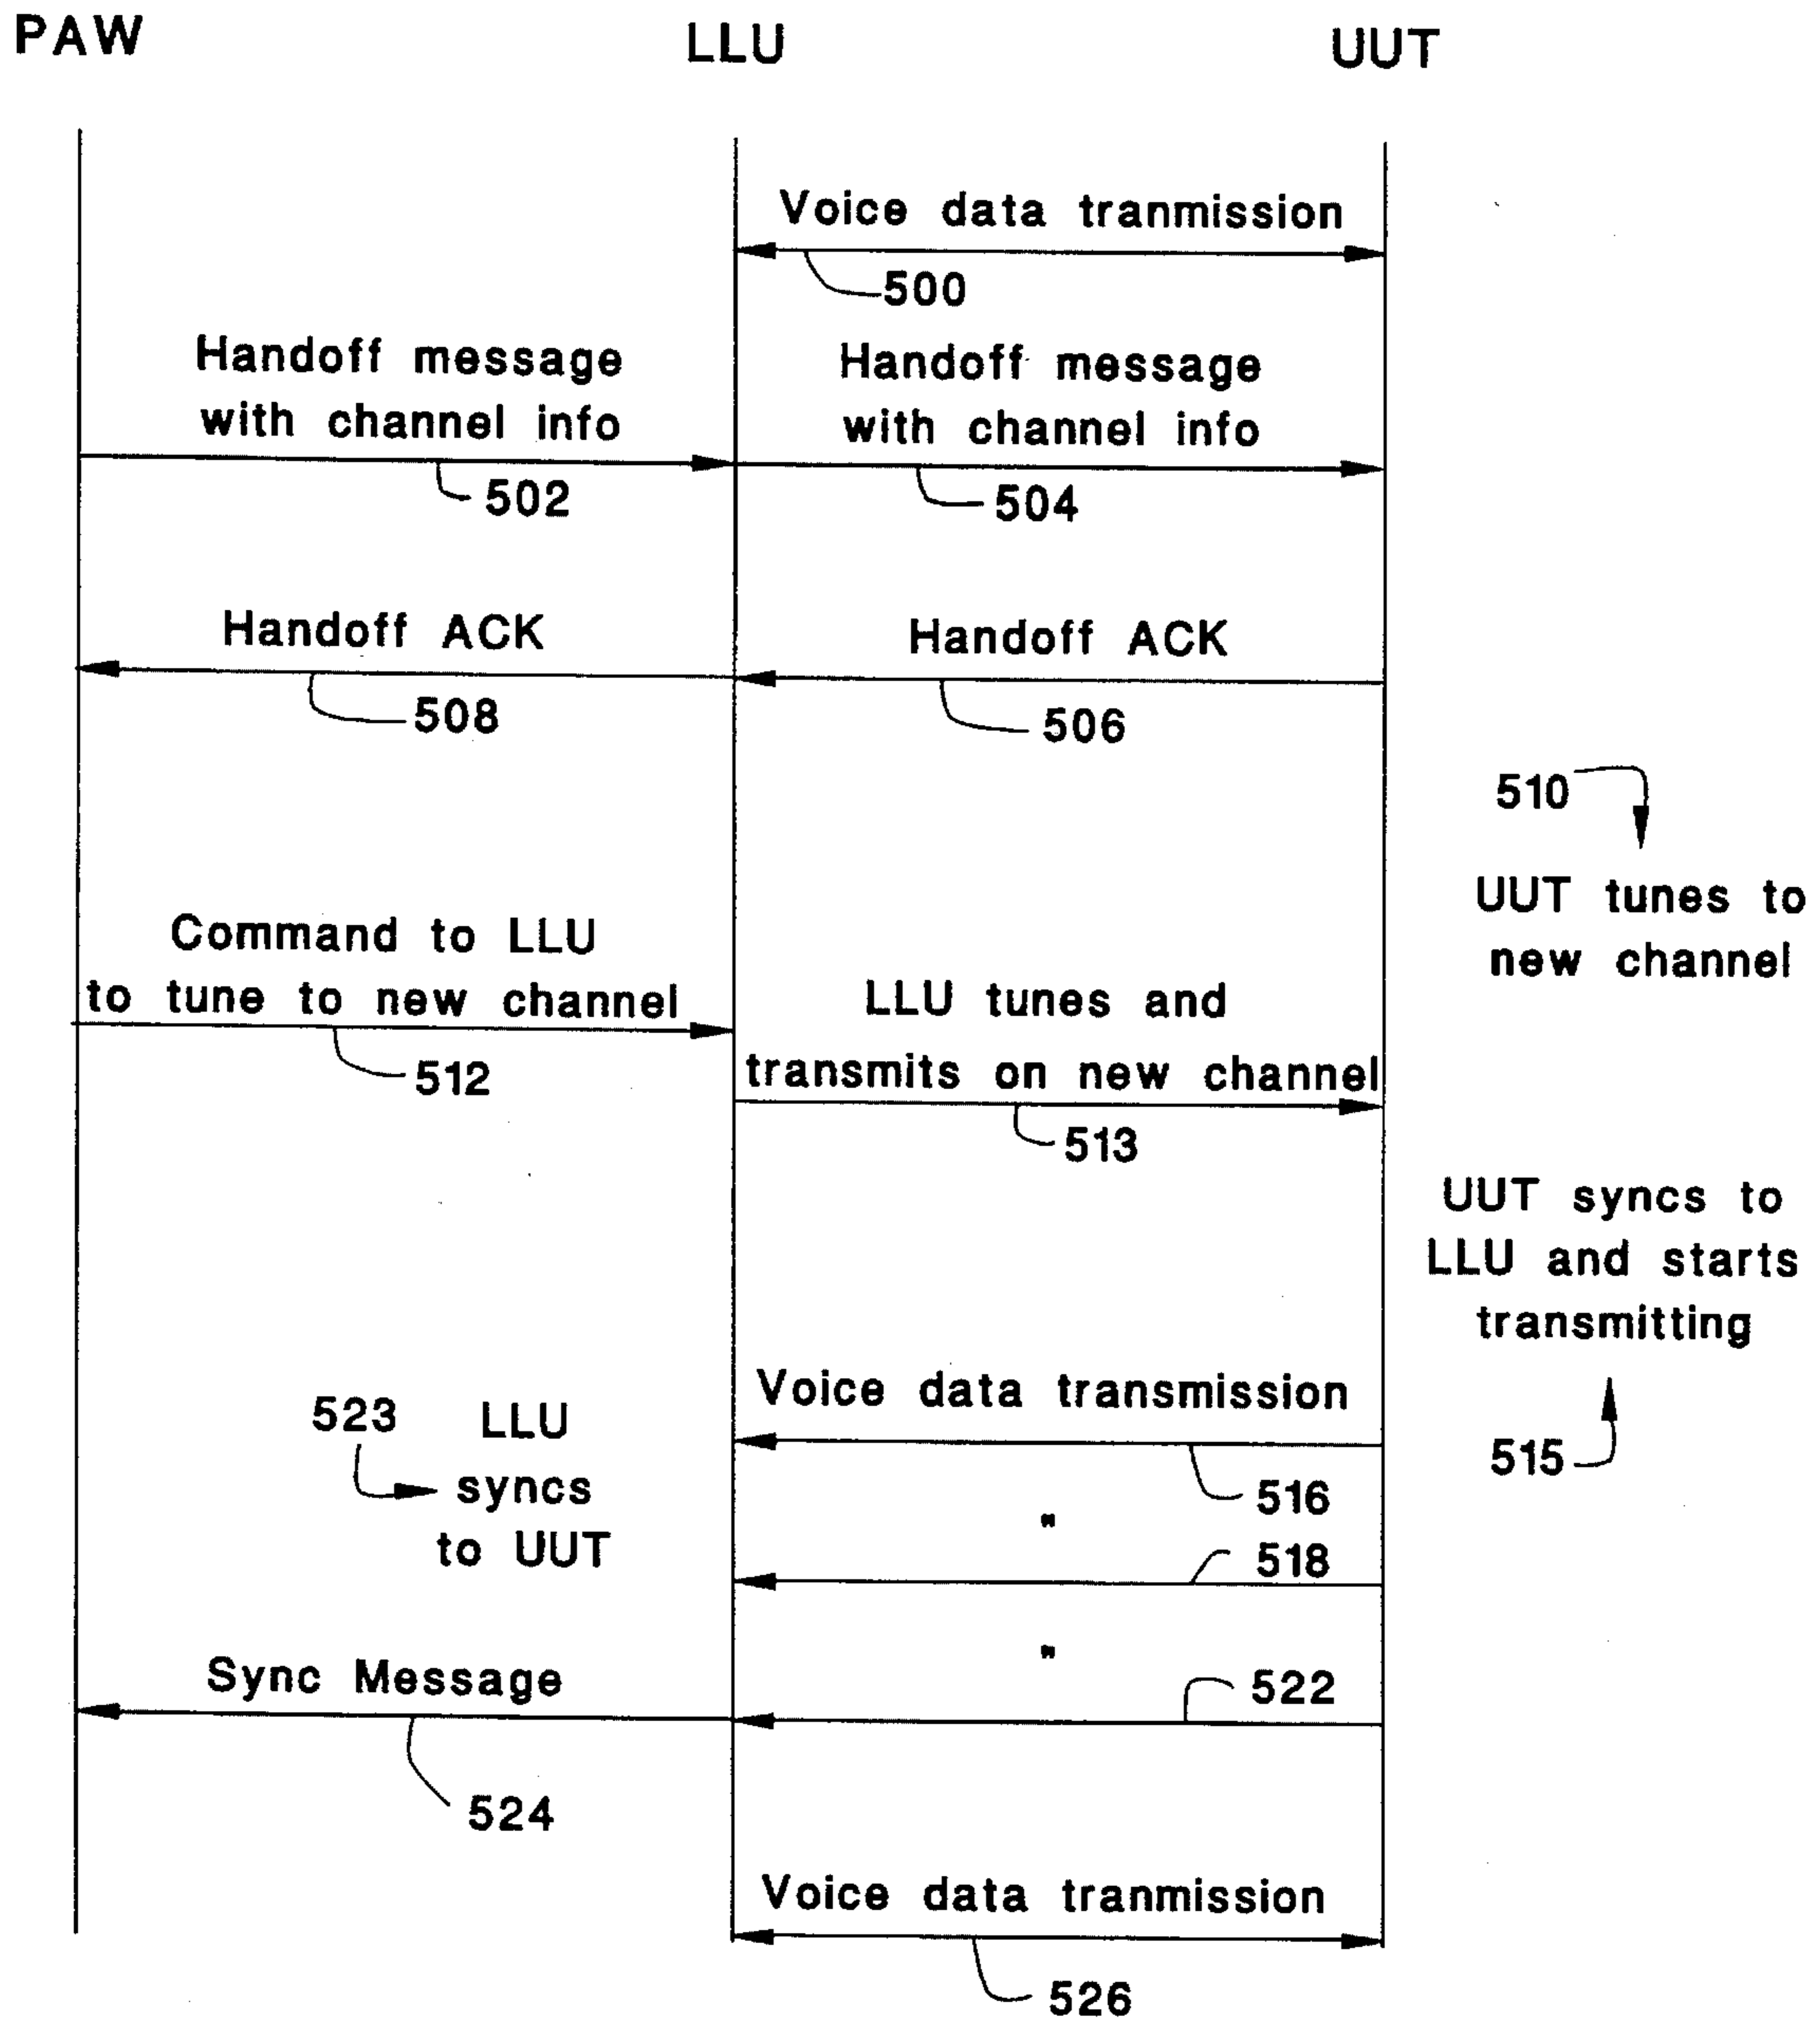 PAW
LLU
UUT
Voice data tranmission
500
Handoff message
with channel info
502
Handoff message
with channel info
504
Handoff ACK
508
Handoff ACK
506
510
UUT tunes to
new channel
Command to LLU
to tune to new channel
512
LLU tunes and
transmits on new channel
513
UUT syncs to
LLU and starts
transmitting
515
Voice data transmission
516
"
518
"
522
523
LLU
syncs
to UUT
Sync Message
524
Voice data tranmission
526